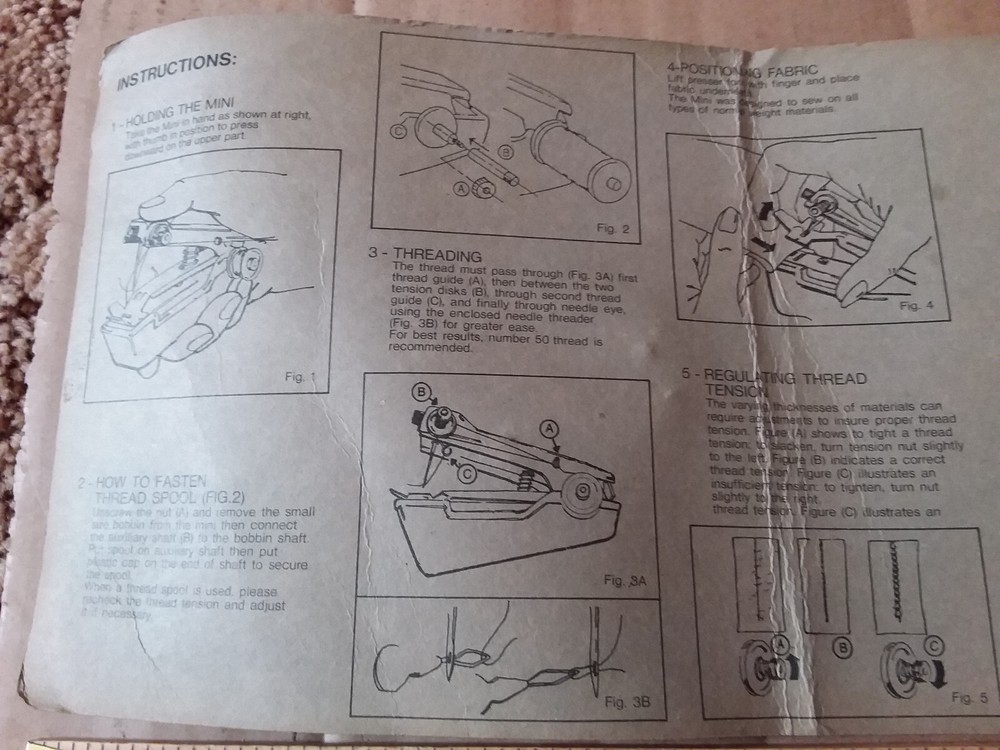 INSTRUCTIONS:
1 - HOLDING THE MINI
Take the Mini in hand as shown at right,
with thumb in position to press
downward on the upper part.
Fig. 1
2 - HOW TO FASTEN
THREAD SPOOL (FIG.2)
Unscrew the nut (A) and remove the small
bobbin from the mini then connect
the auxiliary shaft (B) to the bobbin shaft.
Put spool on auxiliary shaft then put
plastic cap on the end of shaft to secure
the spool.
When a thread spool is used, please
recheck the thread tension and adjust
it if necessary.
C
B
A
Fig. 2
3 - THREADING
The thread must pass through (Fig. 3A) first
thread guide (A), then between the two
tension disks (B), through second thread
guide (C), and finally through needle eye,
using the enclosed needle threader
(Fig. 3B) for greater ease.
For best results, number 50 thread is
recommended.
B
A
C
Fig. 3A
Fig. 3B
4-POSITIONING FABRIC
Lift presser foot with finger and place
fabric underneath.
The Mini was designed to sew on all
types of normal weight materials.
Fig. 4
5 - REGULATING THREAD
TENSION
The varying thicknesses of materials can
require adjustments to insure proper thread
tension. Figure (A) shows to tight a thread
tension; to slacken, turn tension nut slightly
to the left. Figure (B) indicates a correct
thread tension. Figure (C) illustrates an
insufficient tension: to tighten, turn nut
slightly to the right.
thread tension. Figure (C) illustrates an
A
B
C
Fig. 5